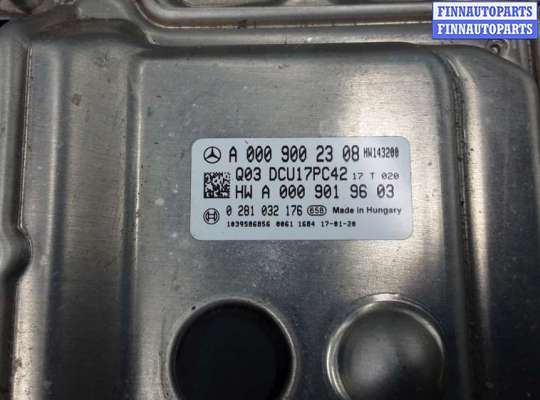 FINNAUTOPARTS
FINNAUTOPARTS
A 000 900 23 08 HW143200
Q03 DCU17PC42 17 T 020
HW A 000 901 96 03
0 281 032 176 65B Made in Hungary
1039S06056 0061 1684 17-01-20